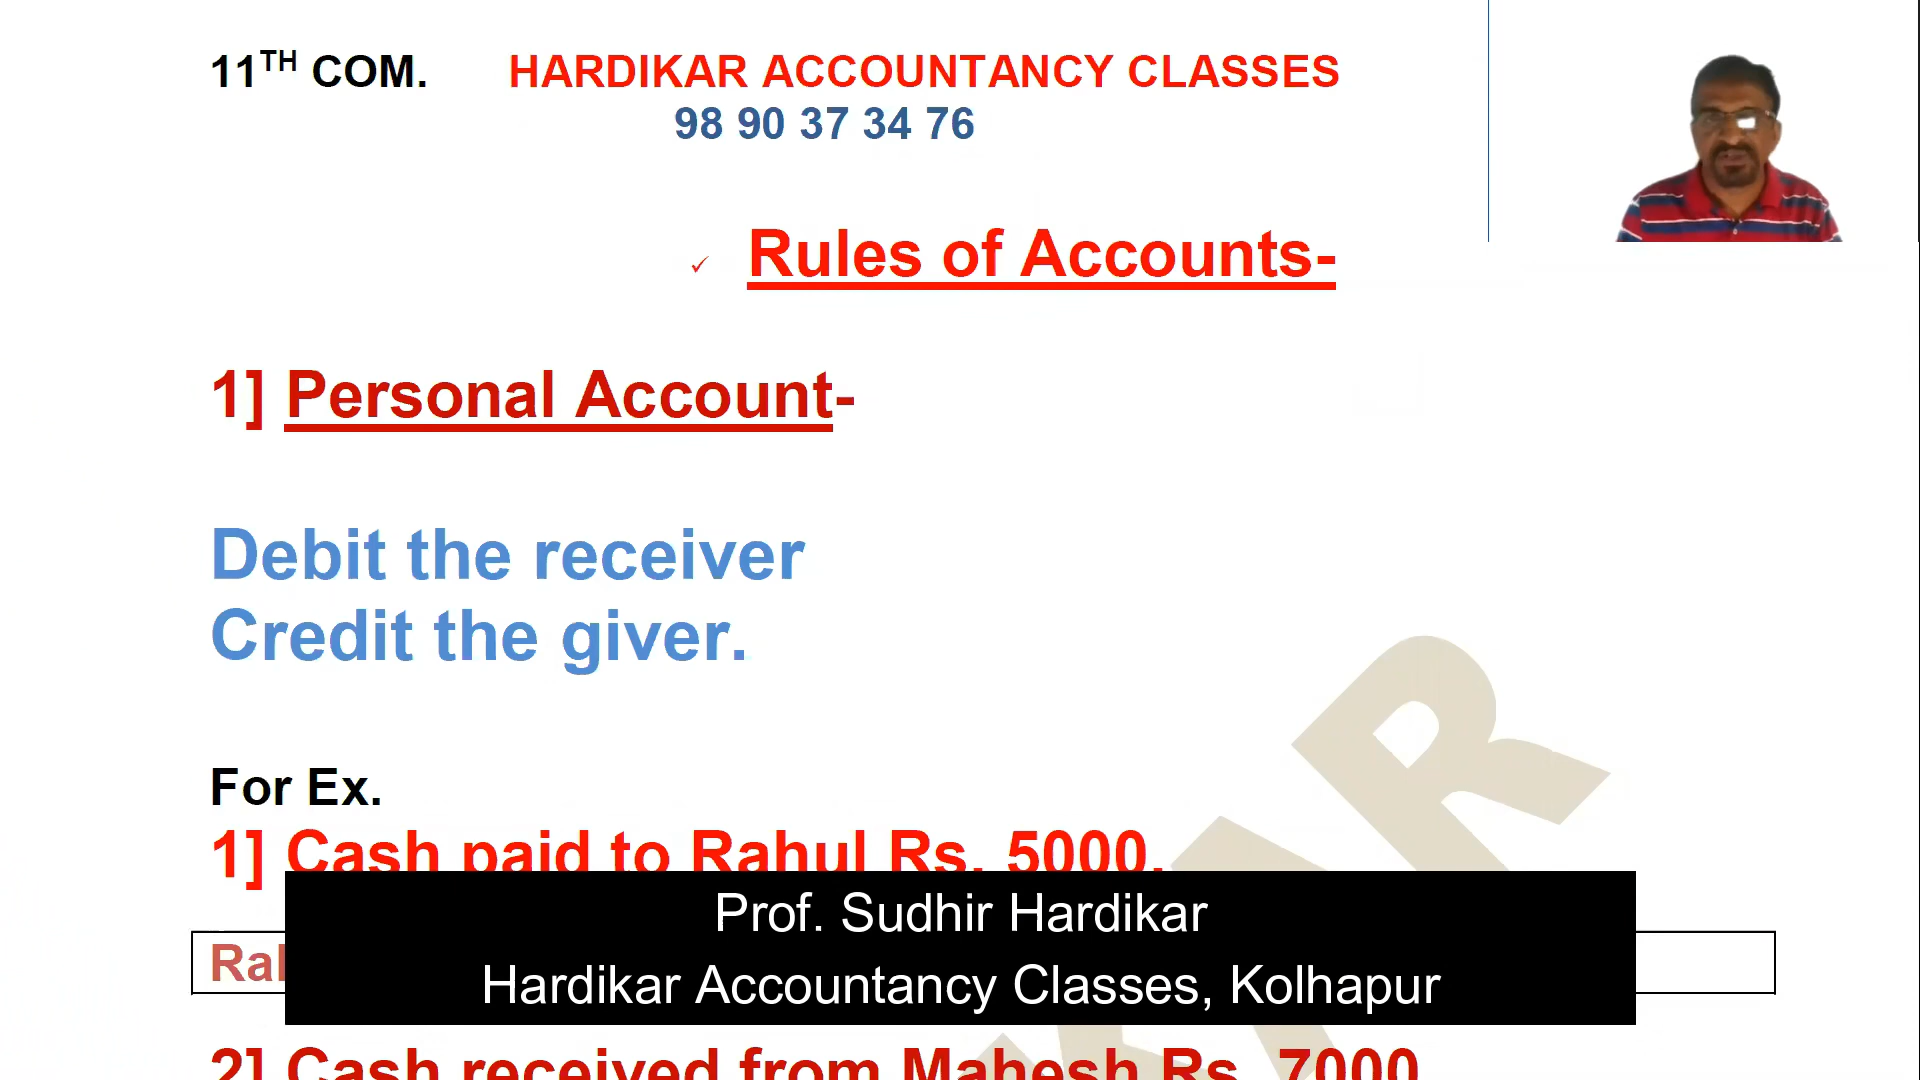 11TH COM. HARDIKAR ACCOUNTANCY CLASSES
98 90 37 34 76
✓ Rules of Accounts-
1] Personal Account-
Debit the receiver
Credit the giver.
For Ex.
1] Cash paid to Rahul Rs. 5000.
Prof. Sudhir Hardikar
Hardikar Accountancy Classes, Kolhapur
2] Cash received from Mahesh Rs. 7000